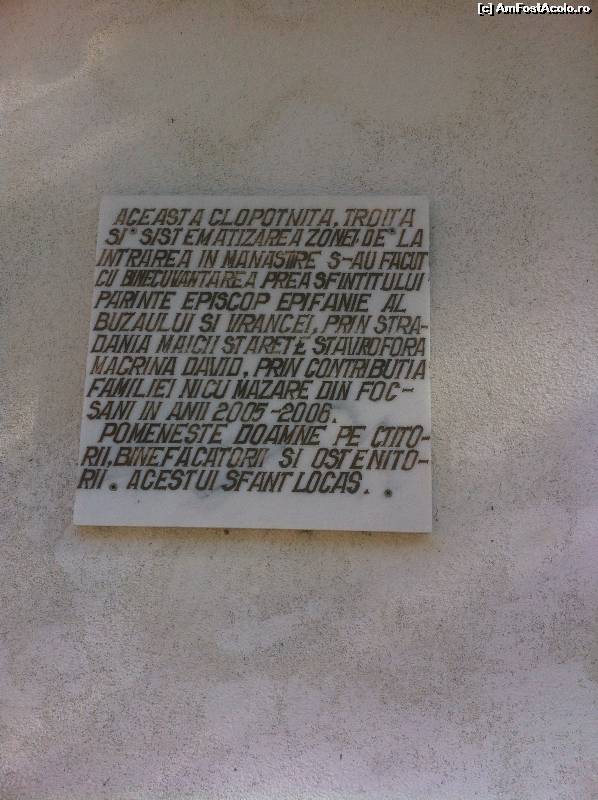 [c] AmFostAcolo.ro
ACEASTA CLOPOTNITA, TROITA
SI SISTEMATIZAREA ZONEI DE LA
INTRAREA IN MANASTIRE S-AU FACUT
CU BINECUVANTAREA PREASFINTITULUI
PARINTE EPISCOP EPIFANIE AL
BUZAULUI SI VRANCEI, PRIN STRA-
DANIA MAICII STARETE STAVROFORA
MACRINA DAVID, PRIN CONTRIBUTIA
FAMILIEI NICU MAZARE DIN FOC-
SANI IN ANII 2005-2006.
POMENESTE DOAMNE PE CTITO-
RII, BINEFACATORII SI OSTENITO-
RII. ACESTUI SFANT LOCAS.